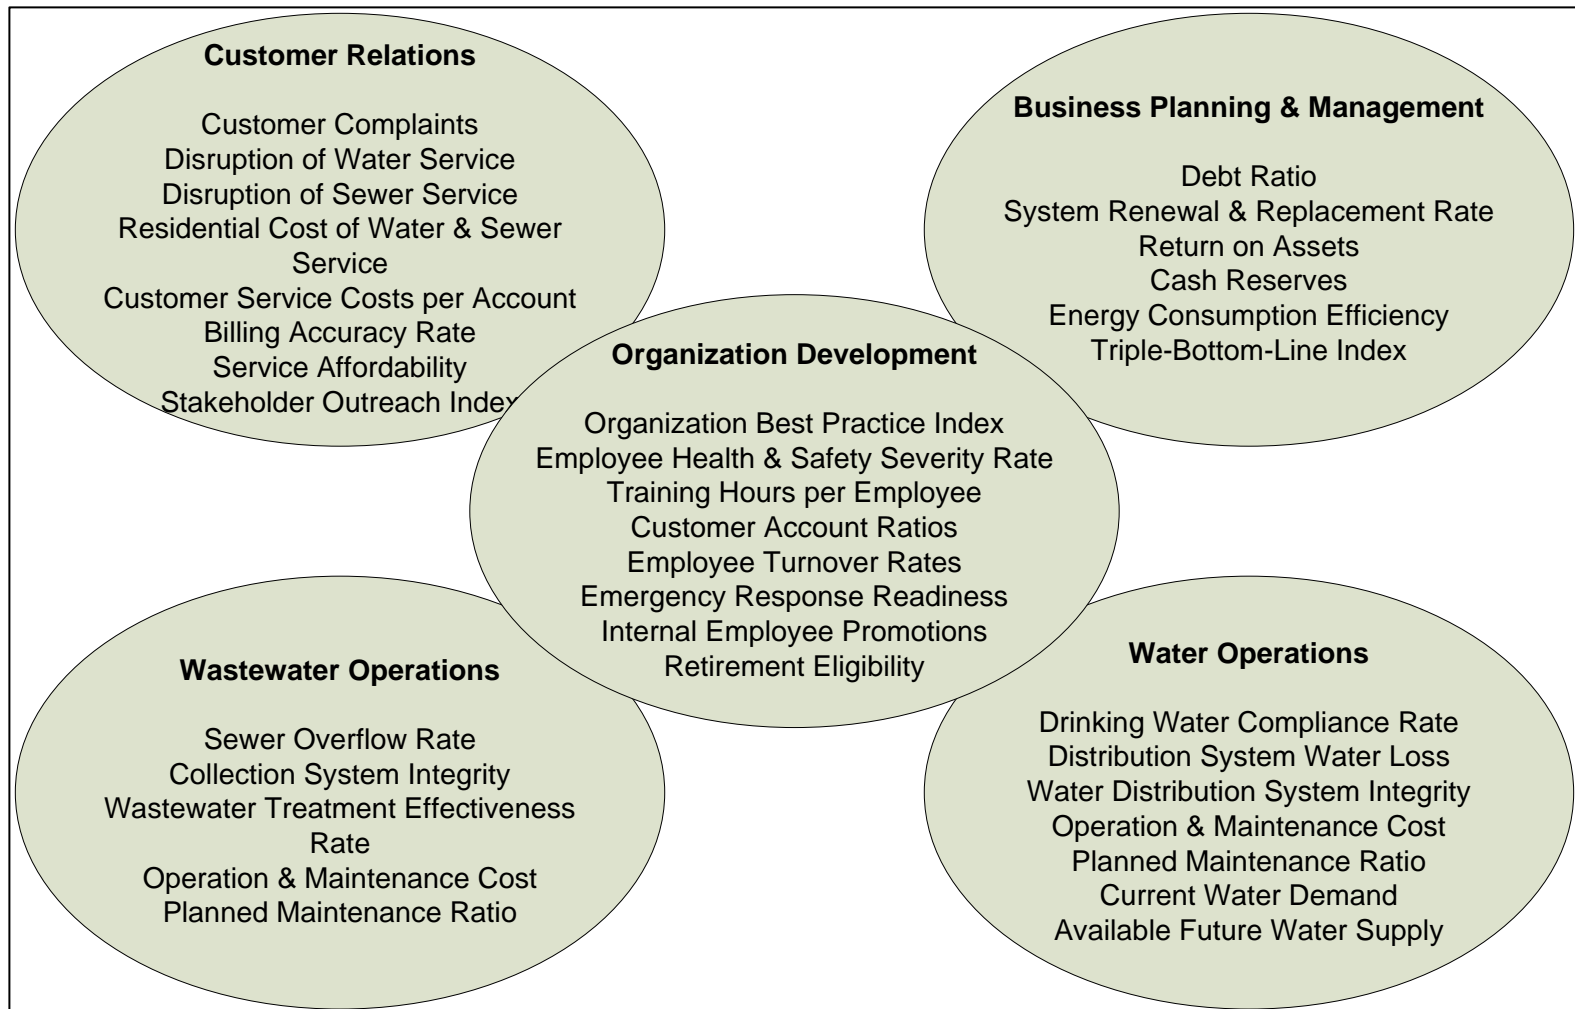 Customer Relations
Customer Complaints
Disruption of Water Service
Disruption of Sewer Service
Residential Cost of Water & Sewer
Service
Customer Service Costs per Account
Billing Accuracy Rate
Service Affordability
Stakeholder Outreach Index
Business Planning & Management
Debt Ratio
System Renewal & Replacement Rate
Return on Assets
Cash Reserves
Energy Consumption Efficiency
Triple-Bottom-Line Index
Organization Development
Organization Best Practice Index
Employee Health & Safety Severity Rate
Training Hours per Employee
Customer Account Ratios
Employee Turnover Rates
Emergency Response Readiness
Internal Employee Promotions
Retirement Eligibility
Wastewater Operations
Sewer Overflow Rate
Collection System Integrity
Wastewater Treatment Effectiveness
Rate
Operation & Maintenance Cost
Planned Maintenance Ratio
Water Operations
Drinking Water Compliance Rate
Distribution System Water Loss
Water Distribution System Integrity
Operation & Maintenance Cost
Planned Maintenance Ratio
Current Water Demand
Available Future Water Supply